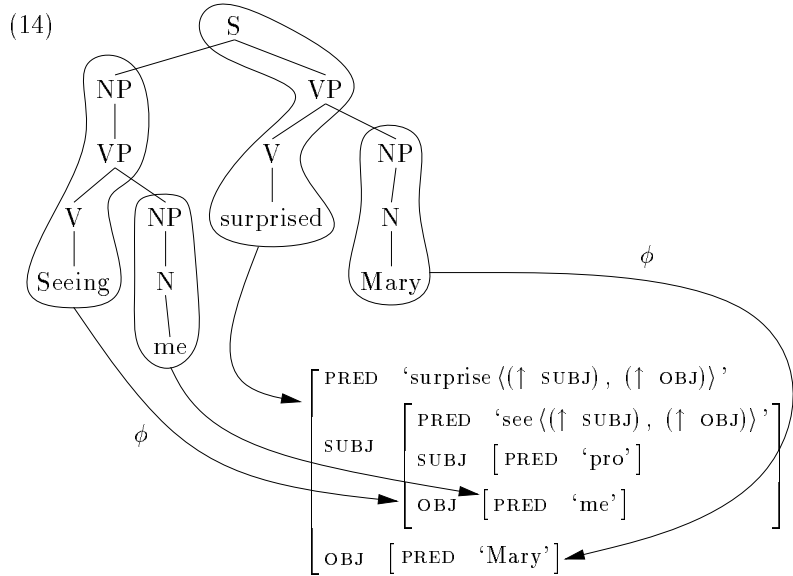 (14)
S
NP VP
VP V NP
V NP surprised N
Seeing N Mary
me
ϕ
ϕ
PRED ‘surprise ⟨(↑ SUBJ) , (↑ OBJ)⟩ ’
SUBJ
PRED ‘see ⟨(↑ SUBJ) , (↑ OBJ)⟩ ’
SUBJ [ PRED ‘pro’ ]
OBJ [ PRED ‘me’ ]
OBJ [ PRED ‘Mary’ ]